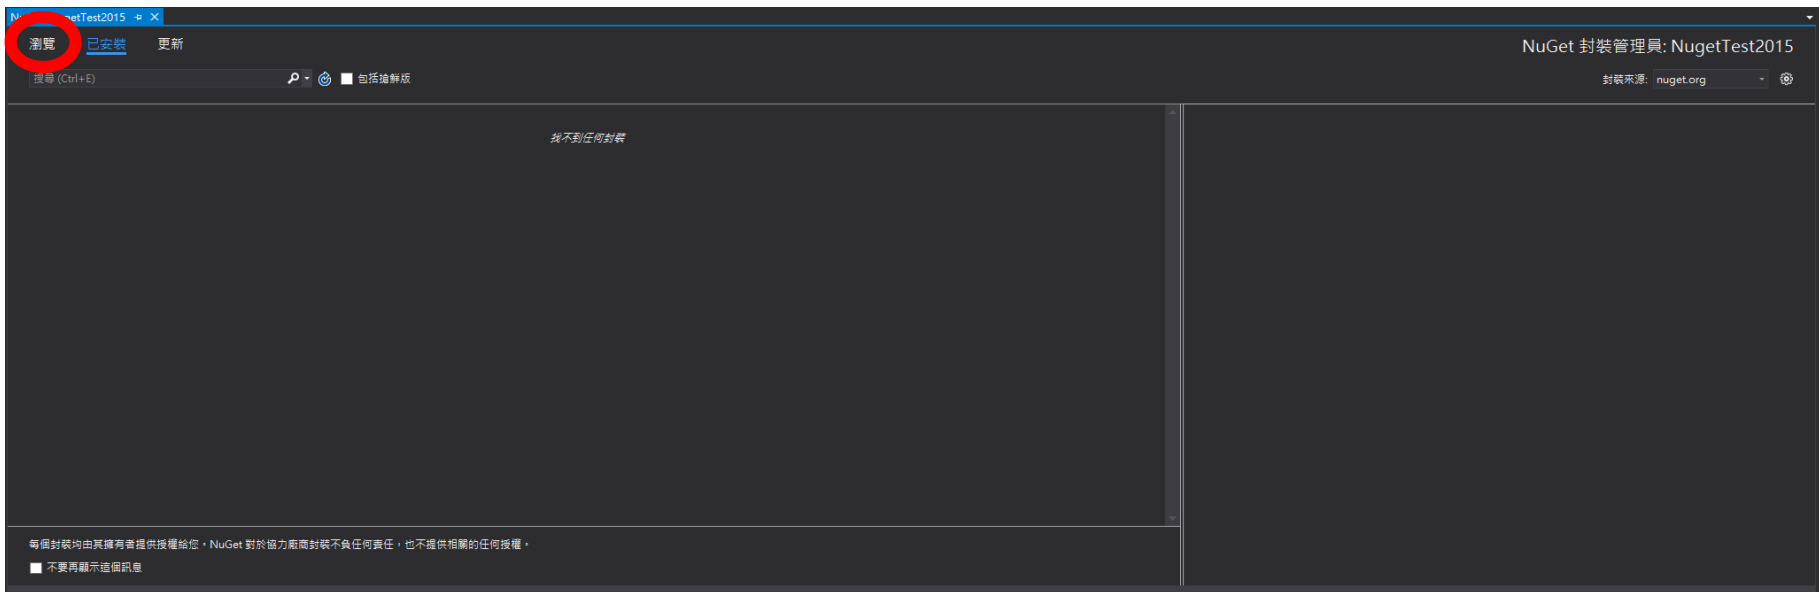 etTest2015
瀏覽 已安裝 更新
NuGet 封裝管理員: NugetTest2015
搜尋 (Ctrl+E)
包括搶鮮版
封裝來源: nuget.org
找不到任何封裝
每個封裝均由其擁有者提供授權給您。NuGet 對於協力廠商封裝不負任何責任，也不提供相關的任何授權。
不要再顯示這個訊息